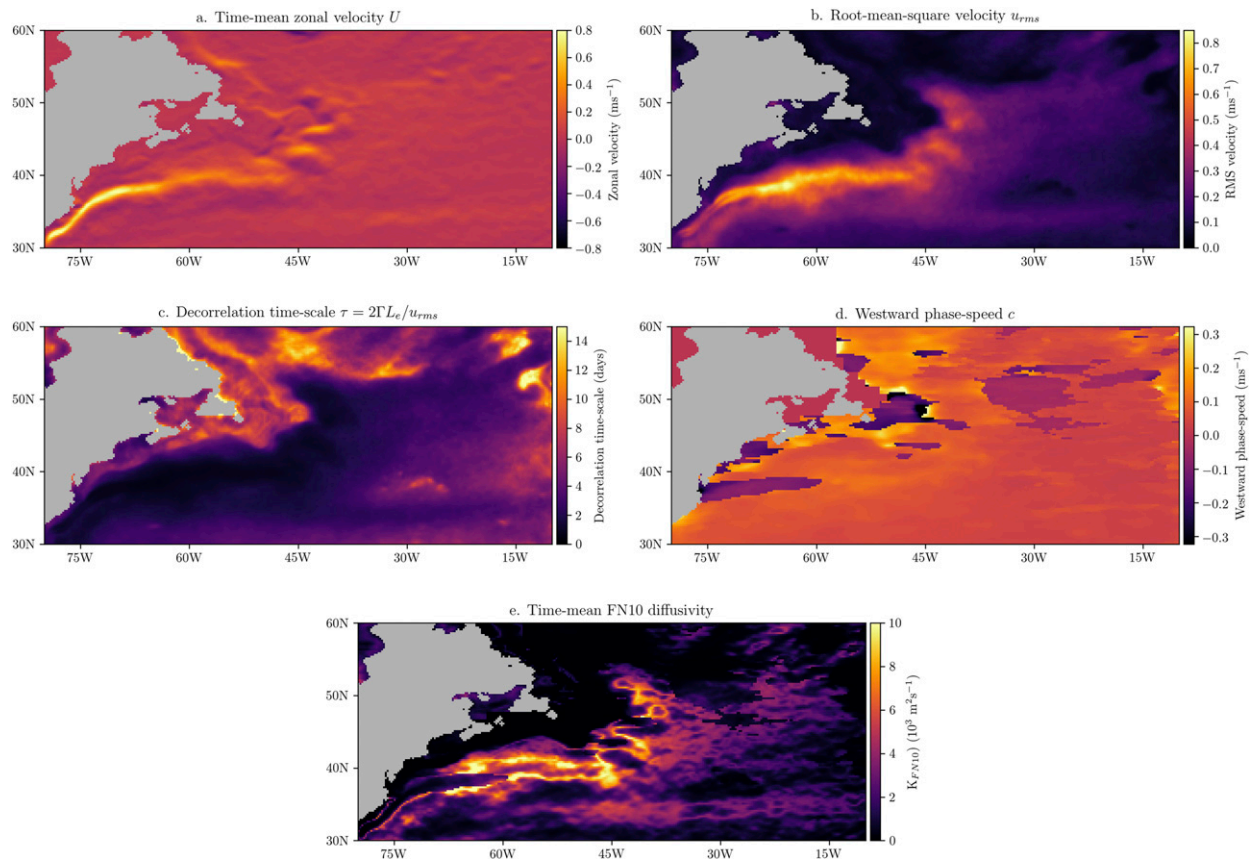 a. Time-mean zonal velocity U
60N
50N
40N
30N
75W 60W 45W 30W 15W
0.8
0.6
0.4
0.2
0.0
−0.2
−0.4
−0.6
−0.8
Zonal velocity (ms⁻¹)
b. Root-mean-square velocity u_rms
60N
50N
40N
30N
75W 60W 45W 30W 15W
0.8
0.7
0.6
0.5
0.4
0.3
0.2
0.1
0.0
RMS velocity (ms⁻¹)
c. Decorrelation time-scale τ = 2ΓL_e/u_rms
60N
50N
40N
30N
75W 60W 45W 30W 15W
14
12
10
8
6
4
2
0
Decorrelation time-scale (days)
d. Westward phase-speed c
60N
50N
40N
30N
75W 60W 45W 30W 15W
0.3
0.2
0.1
0.0
−0.1
−0.2
−0.3
Westward phase-speed (ms⁻¹)
e. Time-mean FN10 diffusivity
60N
50N
40N
30N
75W 60W 45W 30W 15W
10
8
6
4
2
0
K_FN10) (10³ m²s⁻¹)